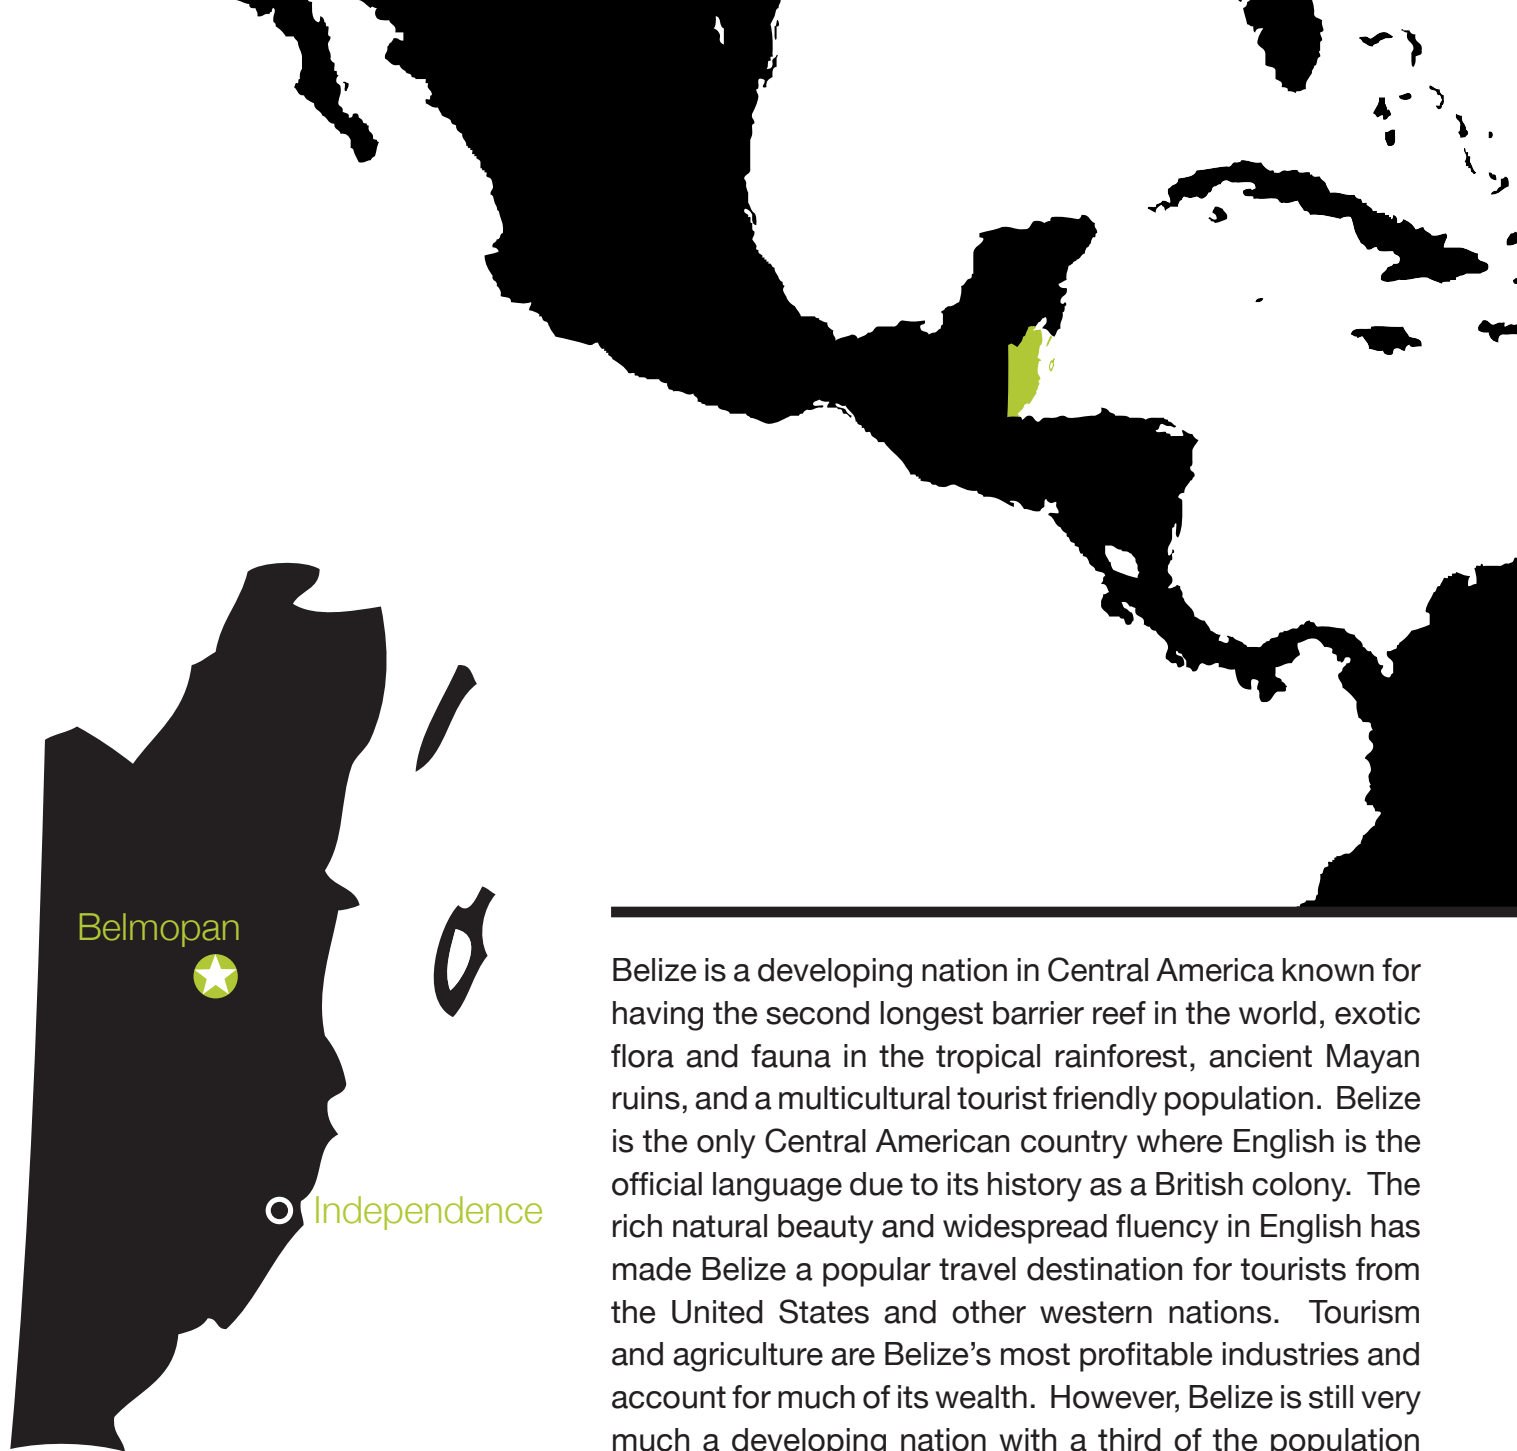 Belmopan
Independence
Belize is a developing nation in Central America known for
having the second longest barrier reef in the world, exotic
flora and fauna in the tropical rainforest, ancient Mayan
ruins, and a multicultural tourist friendly population.  Belize
is the only Central American country where English is the
official language due to its history as a British colony.  The
rich natural beauty and widespread fluency in English has
made Belize a popular travel destination for tourists from
the United States and other western nations.  Tourism
and agriculture are Belize’s most profitable industries and
account for much of its wealth.  However, Belize is still very
much a developing nation with a third of the population